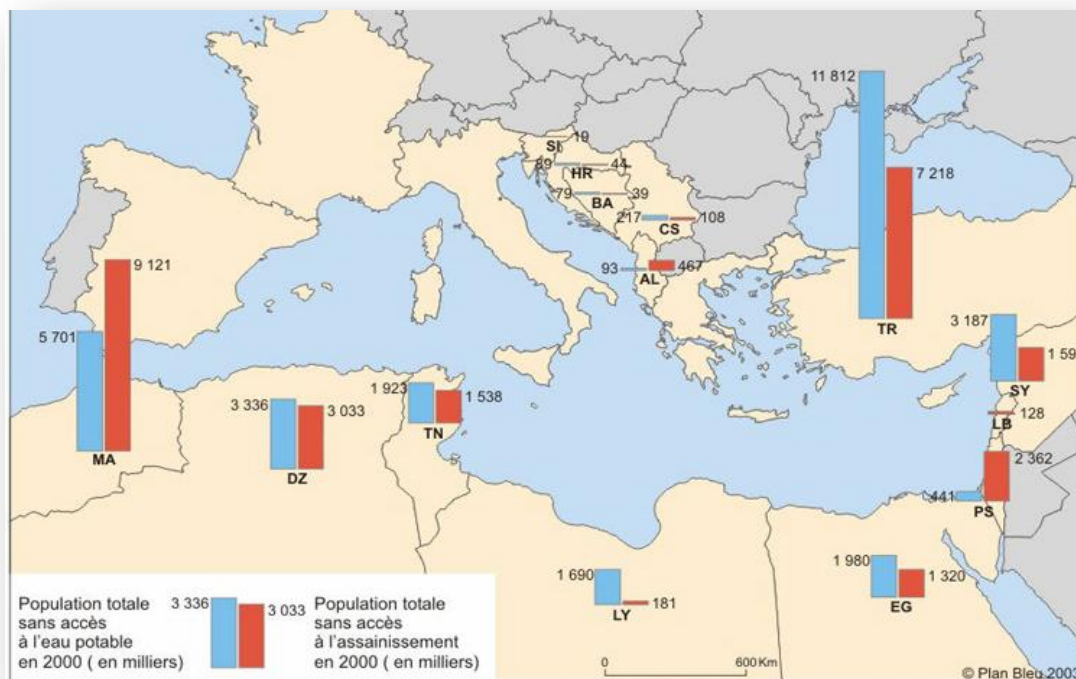 11 812
7 218
TR
19
SI
89
44
HR
79
39
BA
217
108
CS
93
467
AL
9 121
5 701
MA
3 336
3 033
DZ
1 923
1 538
TN
3 187
1 59
SY
128
LB
2 362
441
PS
1 690
181
LY
1 980
1 320
EG
Population totale
sans accès
à l'eau potable
en 2000 ( en milliers)
3 336
3 033
Population totale
sans accès
à l'assainissement
en 2000 ( en milliers)
0
600 Km
© Plan Bleu 2003